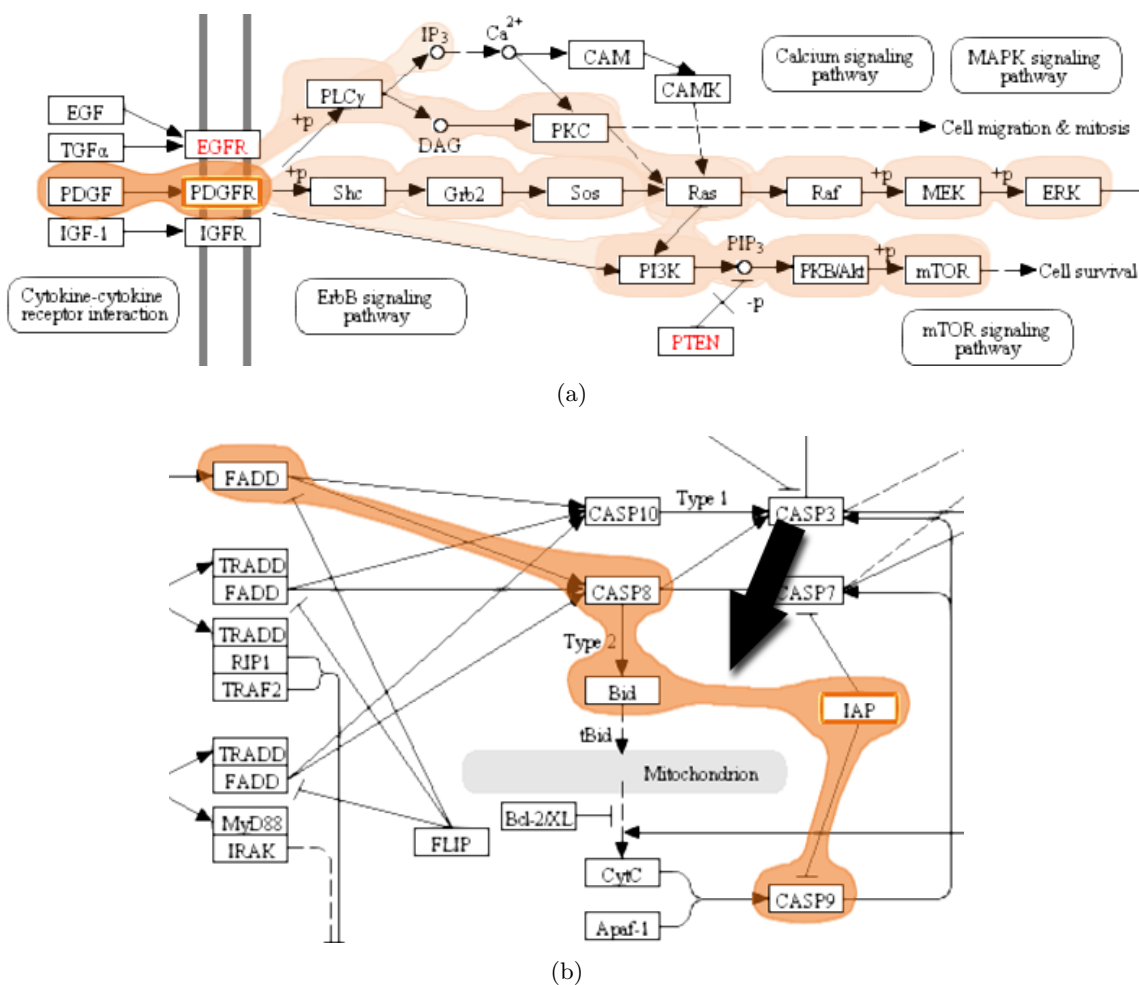 IP3
Ca2+
CAM
CAMK
Calcium signaling
pathway
MAPK signaling
pathway
EGF
TGFα
PDGF
IGF-1
EGFR
PDGFR
IGFR
+p
PLCγ
DAG
PKC
Cell migration & mitosis
+p
Shc
Grb2
Sos
Ras
Raf
+p
MEK
+p
ERK
PI3K
PIP3
PKB/Akt
+p
mTOR
Cell survival
-p
PTEN
Cytokine-cytokine
receptor interaction
ErbB signaling
pathway
mTOR signaling
pathway
(a)
FADD
CASP10
Type 1
CASP3
TRADD
FADD
CASP8
CASP7
TRADD
RIP1
TRAF2
Type 2
Bid
IAP
tBid
TRADD
FADD
Mitochondrion
MyD88
IRAK
FLIP
Bcl-2/XL
CytC
CASP9
Apaf-1
(b)